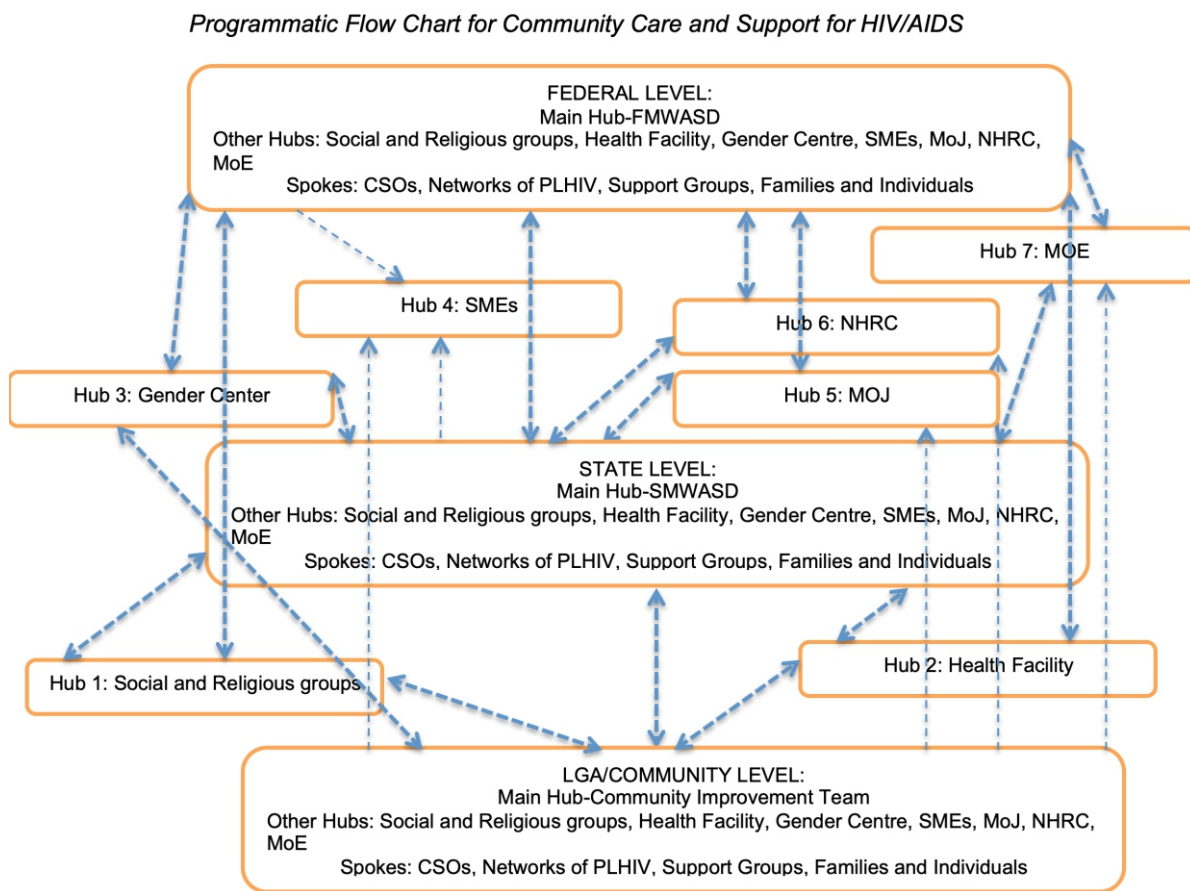 Programmatic Flow Chart for Community Care and Support for HIV/AIDS
FEDERAL LEVEL:
Main Hub-FMWASD
Other Hubs: Social and Religious groups, Health Facility, Gender Centre, SMEs, MoJ, NHRC,
MoE
Spokes: CSOs, Networks of PLHIV, Support Groups, Families and Individuals
Hub 7: MOE
Hub 4: SMEs
Hub 6: NHRC
Hub 3: Gender Center
Hub 5: MOJ
STATE LEVEL:
Main Hub-SMWASD
Other Hubs: Social and Religious groups, Health Facility, Gender Centre, SMEs, MoJ, NHRC,
MoE
Spokes: CSOs, Networks of PLHIV, Support Groups, Families and Individuals
Hub 1: Social and Religious groups
Hub 2: Health Facility
LGA/COMMUNITY LEVEL:
Main Hub-Community Improvement Team
Other Hubs: Social and Religious groups, Health Facility, Gender Centre, SMEs, MoJ, NHRC,
MoE
Spokes: CSOs, Networks of PLHIV, Support Groups, Families and Individuals